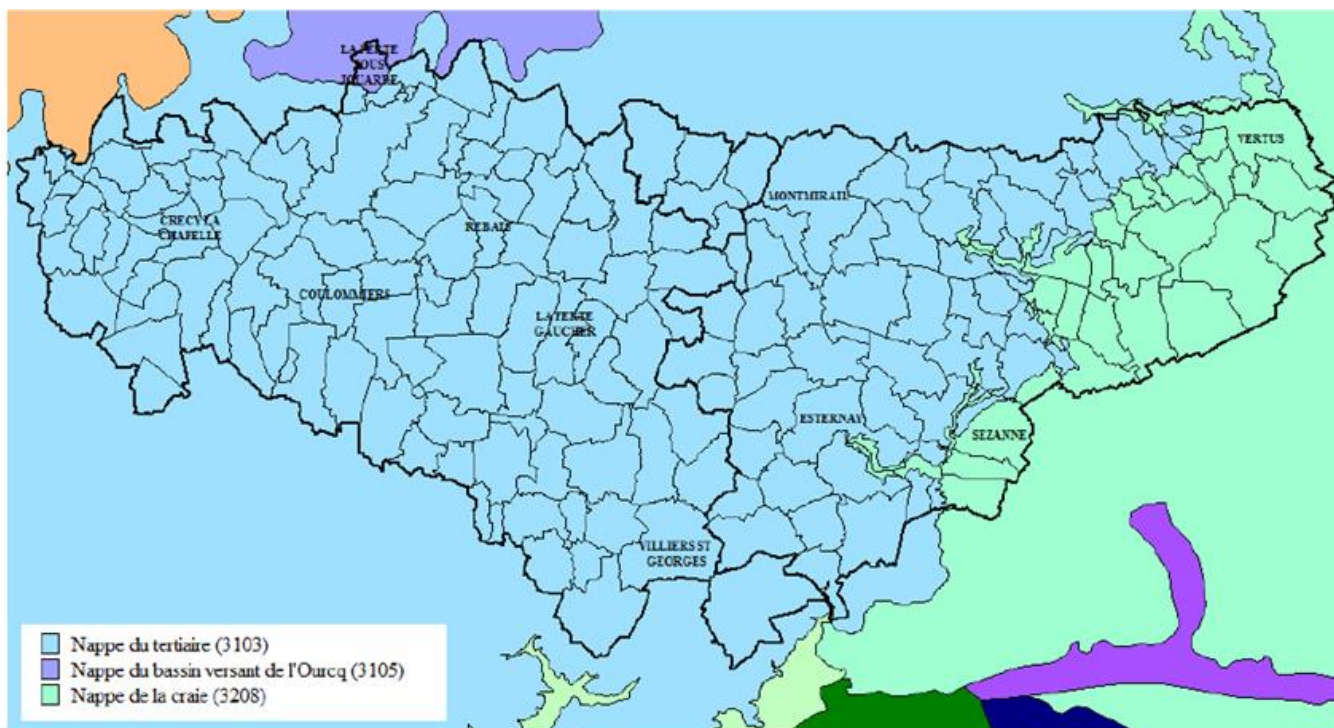 LA FERTE
SOUS
JOUARRE
VERTUS
MONTMIRAIL
CRECY LA
CHAPELLE
REBAIS
COULOMMIERS
LA FERTE
GAUCHER
ESTERNAY
SEZANNE
VILLIERS ST
GEORGES
Nappe du tertiaire (3103)
Nappe du bassin versant de l'Ourcq (3105)
Nappe de la craie (3208)